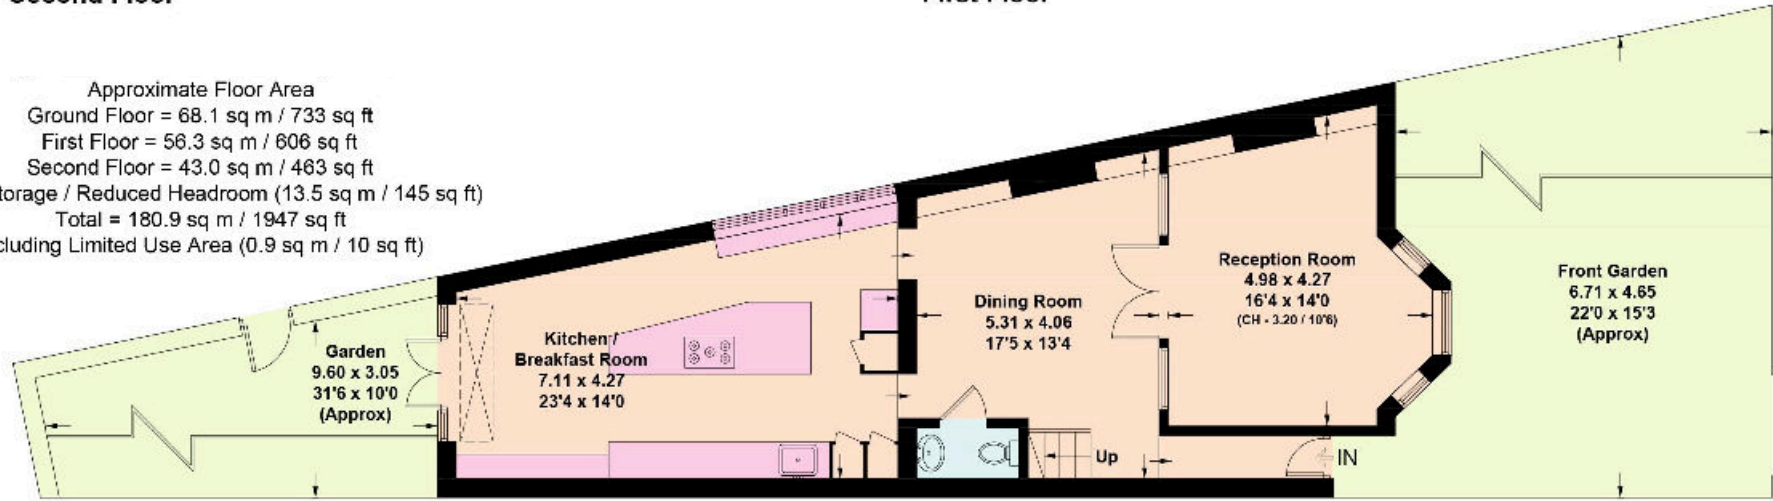 Approximate Floor Area
Ground Floor = 68.1 sq m / 733 sq ft
First Floor = 56.3 sq m / 606 sq ft
Second Floor = 43.0 sq m / 463 sq ft
torage / Reduced Headroom (13.5 sq m / 145 sq ft)
Total = 180.9 sq m / 1947 sq ft
cluding Limited Use Area (0.9 sq m / 10 sq ft)
Garden
9.60 x 3.05
31'6 x 10'0
(Approx)
Kitchen /
Breakfast Room
7.11 x 4.27
23'4 x 14'0
Dining Room
5.31 x 4.06
17'5 x 13'4
Up
Reception Room
4.98 x 4.27
16'4 x 14'0
(CH - 3.20 / 10'6)
IN
Front Garden
6.71 x 4.65
22'0 x 15'3
(Approx)